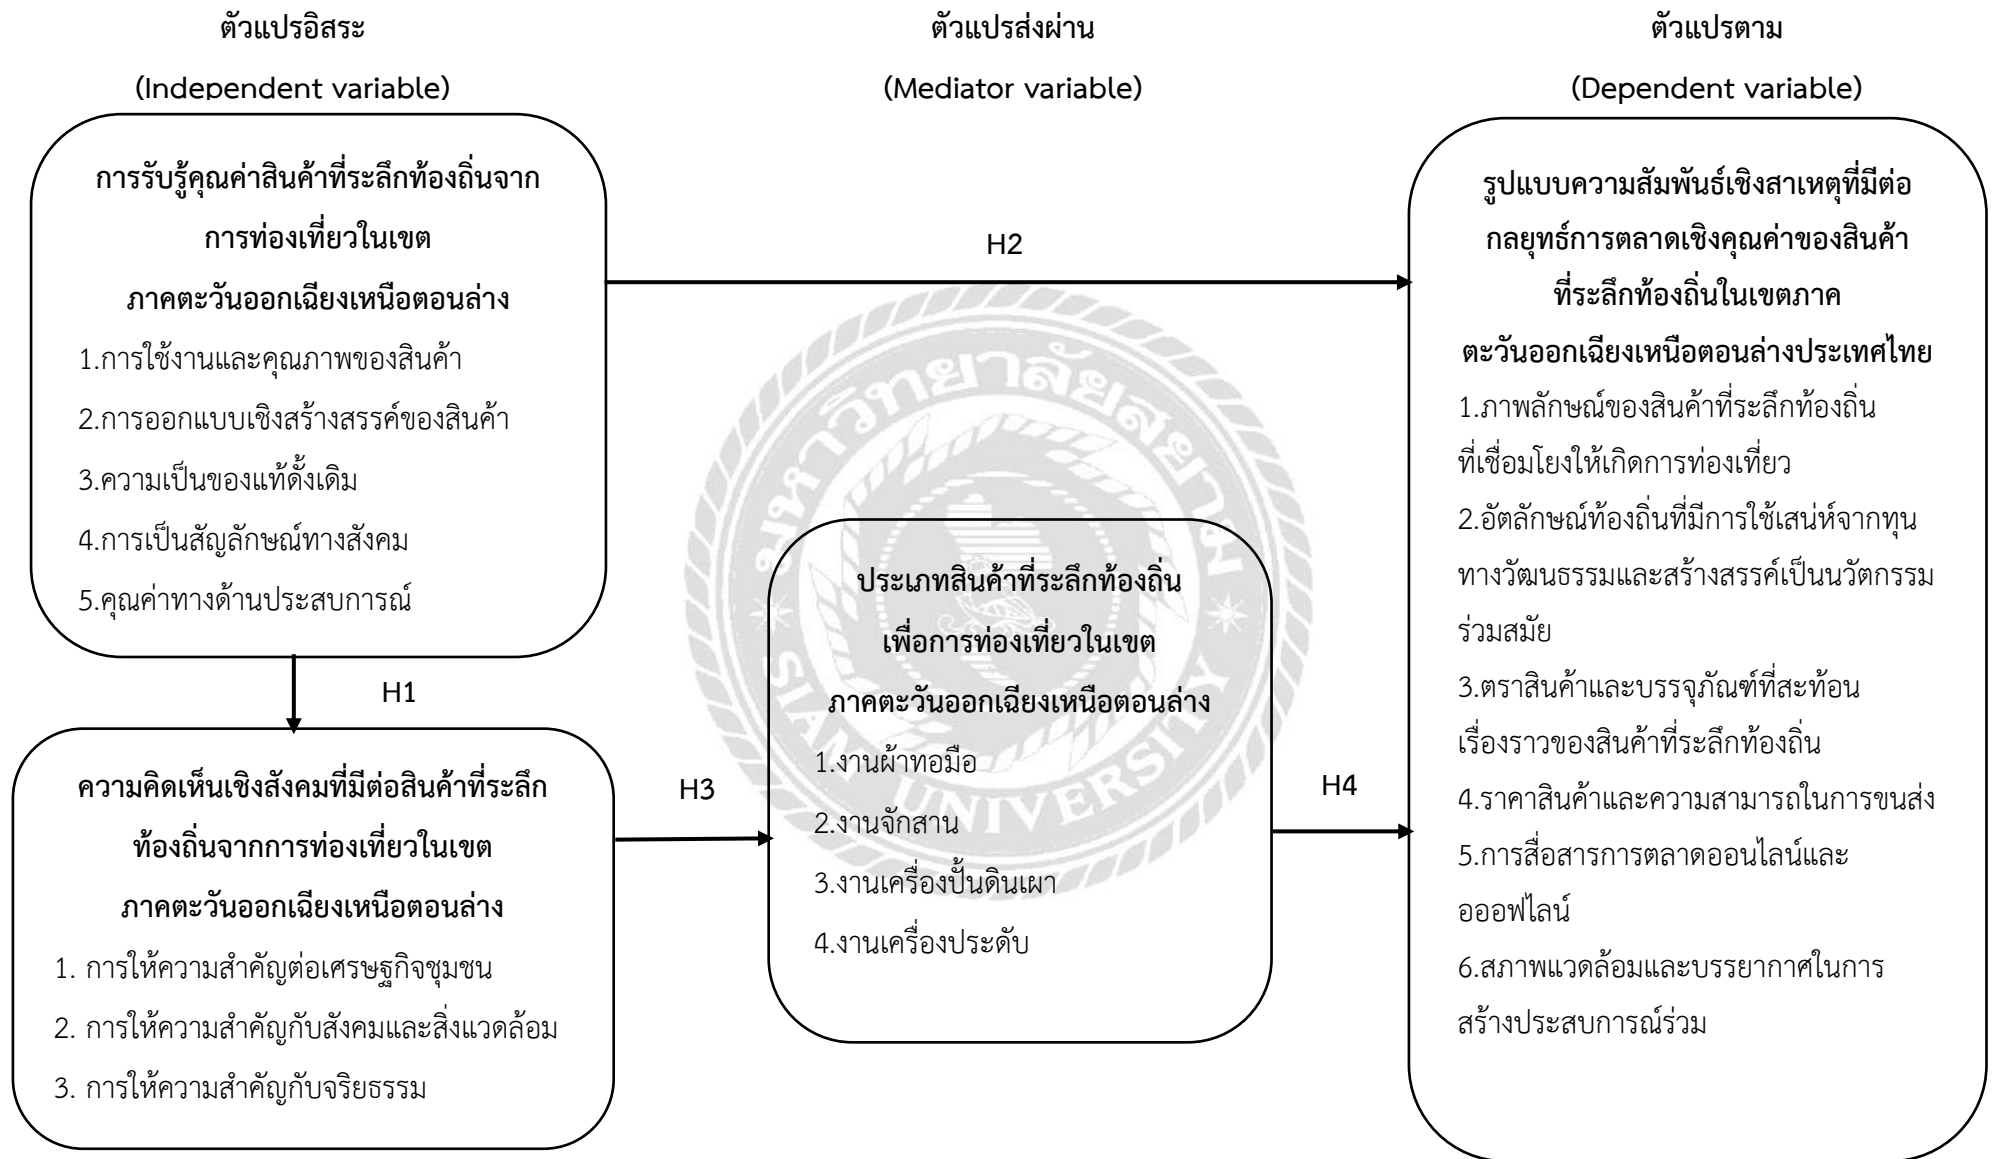 ตัวแปรอิสระ
(Independent variable)
ตัวแปรส่งผ่าน
(Mediator variable)
ตัวแปรตาม
(Dependent variable)
การรับรู้คุณค่าสินค้าที่ระลึกท้องถิ่นจาก
การท่องเที่ยวในเขต
ภาคตะวันออกเฉียงเหนือตอนล่าง
1.การใช้งานและคุณภาพของสินค้า
2.การออกแบบเชิงสร้างสรรค์ของสินค้า
3.ความเป็นของแท้ดั้งเดิม
4.การเป็นสัญลักษณ์ทางสังคม
5.คุณค่าทางด้านประสบการณ์
H1
H2
ความคิดเห็นเชิงสังคมที่มีต่อสินค้าที่ระลึก
ท้องถิ่นจากการท่องเที่ยวในเขต
ภาคตะวันออกเฉียงเหนือตอนล่าง
1. การให้ความสำคัญต่อเศรษฐกิจชุมชน
2. การให้ความสำคัญกับสังคมและสิ่งแวดล้อม
3. การให้ความสำคัญกับจริยธรรม
H3
ประเภทสินค้าที่ระลึกท้องถิ่น
เพื่อการท่องเที่ยวในเขต
ภาคตะวันออกเฉียงเหนือตอนล่าง
1.งานผ้าทอมือ
2.งานจักสาน
3.งานเครื่องปั้นดินเผา
4.งานเครื่องประดับ
H4
รูปแบบความสัมพันธ์เชิงสาเหตุที่มีต่อ
กลยุทธ์การตลาดเชิงคุณค่าของสินค้า
ที่ระลึกท้องถิ่นในเขตภาค
ตะวันออกเฉียงเหนือตอนล่างประเทศไทย
1.ภาพลักษณ์ของสินค้าที่ระลึกท้องถิ่น
ที่เชื่อมโยงให้เกิดการท่องเที่ยว
2.อัตลักษณ์ท้องถิ่นที่มีการใช้เสน่ห์จากทุน
ทางวัฒนธรรมและสร้างสรรค์เป็นนวัตกรรม
ร่วมสมัย
3.ตราสินค้าและบรรจุภัณฑ์ที่สะท้อน
เรื่องราวของสินค้าที่ระลึกท้องถิ่น
4.ราคาสินค้าและความสามารถในการขนส่ง
5.การสื่อสารการตลาดออนไลน์และ
อออฟไลน์
6.สภาพแวดล้อมและบรรยากาศในการ
สร้างประสบการณ์ร่วม
มหาวิทยาลัยสยาม
SIAM UNIVERSITY